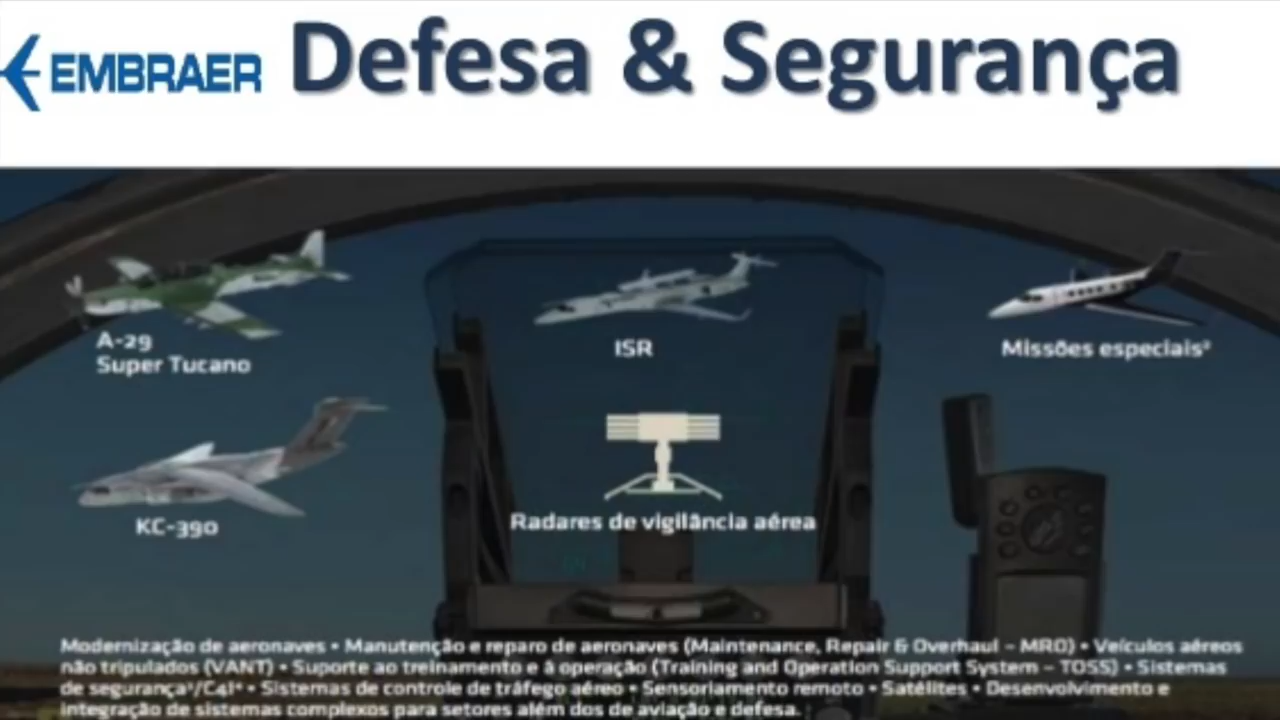 EMBRAER Defesa & Segurança
A-29
Super Tucano
ISR
Missões especiais²
KC-390
Radares de vigilância aérea
Modernização de aeronaves • Manutenção e reparo de aeronaves (Maintenance, Repair & Overhaul – MRO) • Veículos aéreos
não tripulados (VANT) • Suporte ao treinamento e à operação (Training and Operation Support System – TOSS) • Sistemas
de segurança³/C4I⁴ • Sistemas de controle de tráfego aéreo • Sensoriamento remoto • Satélites • Desenvolvimento e
integração de sistemas complexos para setores além dos de aviação e defesa.